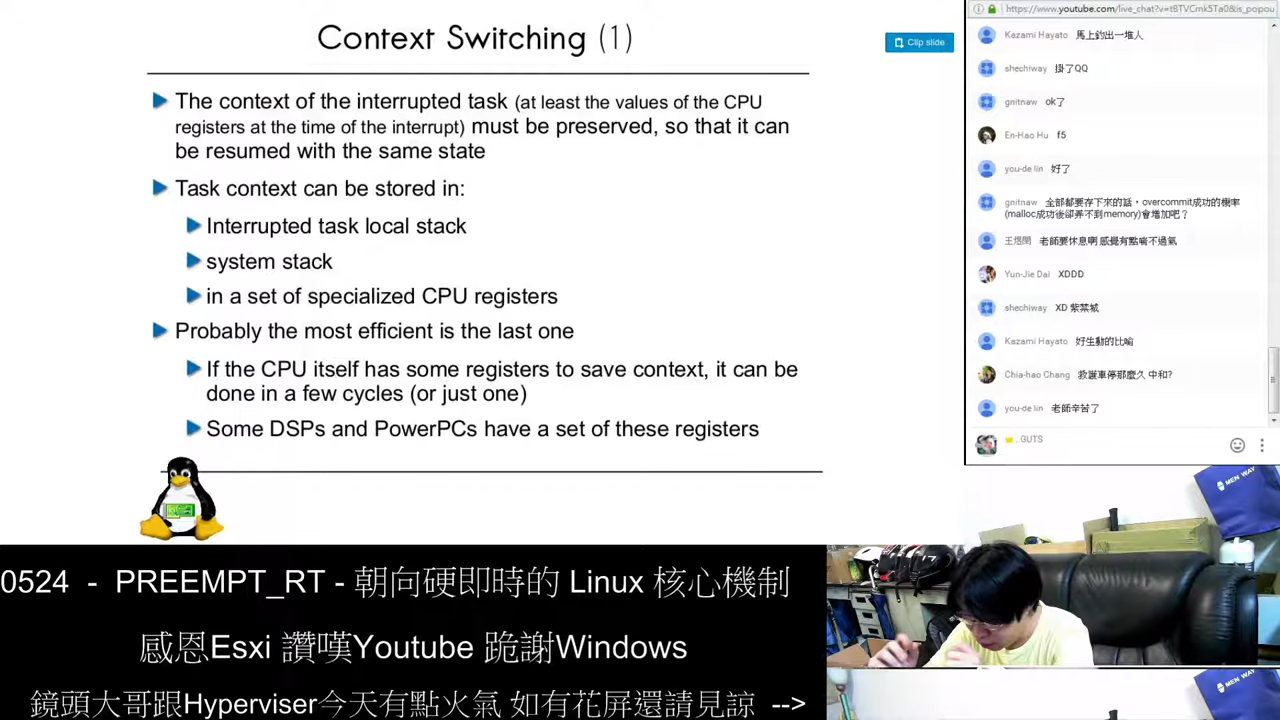 Context Switching (1)
The context of the interrupted task (at least the values of the CPU
registers at the time of the interrupt) must be preserved, so that it can
be resumed with the same state
Task context can be stored in:
Interrupted task local stack
system stack
in a set of specialized CPU registers
Probably the most efficient is the last one
If the CPU itself has some registers to save context, it can be
done in a few cycles (or just one)
Some DSPs and PowerPCs have a set of these registers
Clip slide
https://www.youtube.com/live_chat?v=t8TVCmk5Ta0&is_popou
Kazami Hayato 馬上釣出一堆人
shechiway 掛了QQ
gnitnaw ok了
En-Hao Hu f5
you-de lin 好了
gnitnaw 全部都要存下來的話，overcommit成功的機率
(malloc成功後卻弄不到memory)會增加吧？
王煜閔 老師要休息啊 感覺有點喘不過氣
Yun-Jie Dai XDDD
shechiway XD 紫禁城
Kazami Hayato 好生動的比喻
Chia-hao Chang 救護車停那麼久 中和?
you-de lin 老師辛苦了
. GUTS
MEN WAY
0524 - PREEMPT_RT - 朝向硬即時的 Linux 核心機制
感恩Esxi 讚嘆Youtube 跪謝Windows
鏡頭大哥跟Hyperviser今天有點火氣 如有花屏還請見諒 -->
MEN WAY